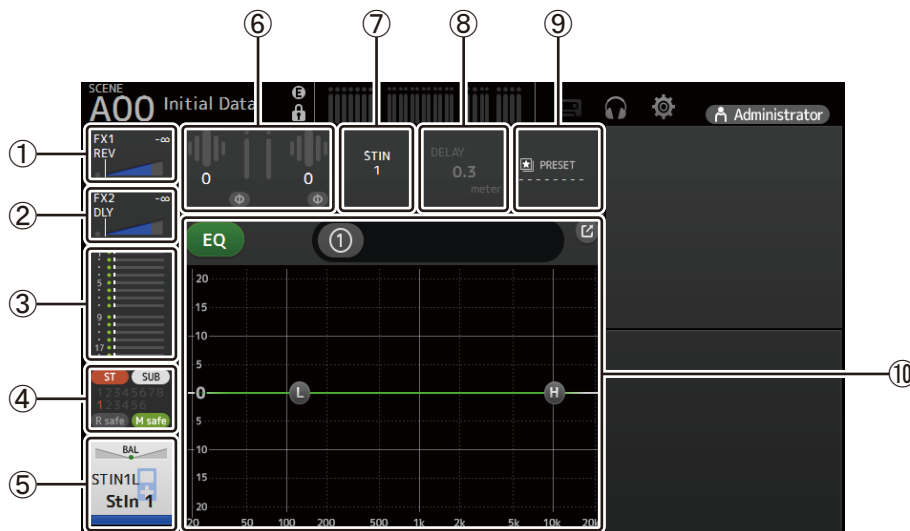 ⑥ ⑦ ⑧ ⑨
SCENE
A00 Initial Data
E
Administrator
① FX1 -∞
REV
0 Φ 0 Φ
STIN
1
DELAY
0.3
meter
PRESET
② FX2 -∞
DLY
③ 1
5
9
17
④ ST SUB
12345678
123456
R safe M safe
⑤ BAL
STIN1L
StIn 1
EQ ①
20
15
10
5
0 L H
5
10
15
20
20 50 100 200 500 1k 2k 5k 10k 20k
⑩